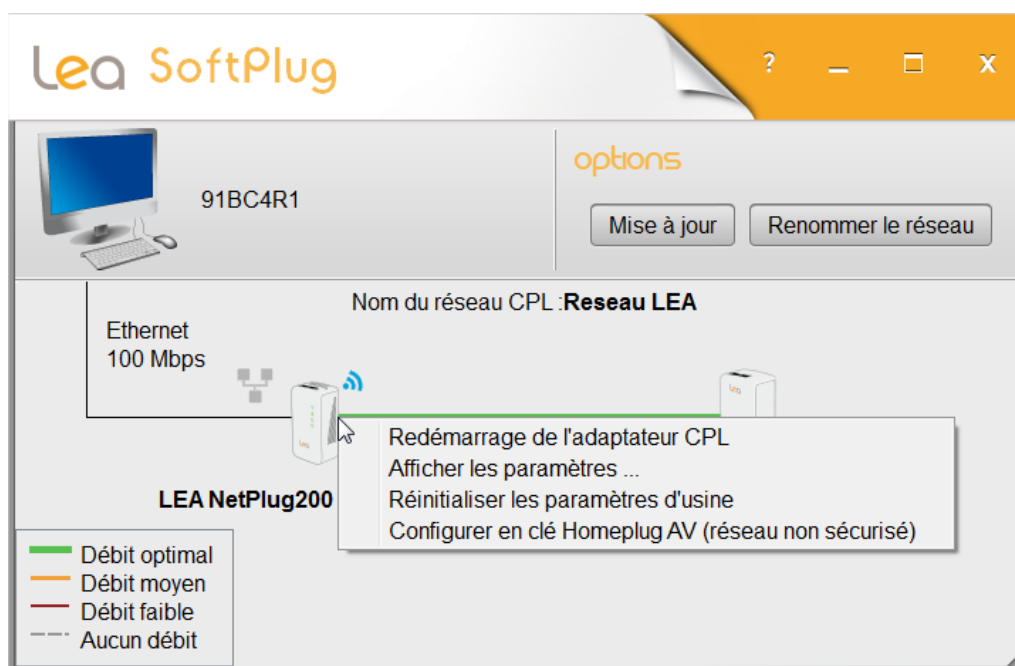 Lea SoftPlug
?
X
91BC4R1
options
Mise à jour
Renommer le réseau
Nom du réseau CPL :Reseau LEA
Ethernet
100 Mbps
Lea
Lea
Redémarrage de l'adaptateur CPL
Afficher les paramètres ...
Réinitialiser les paramètres d'usine
Configurer en clé Homeplug AV (réseau non sécurisé)
LEA NetPlug200
Débit optimal
Débit moyen
Débit faible
Aucun débit